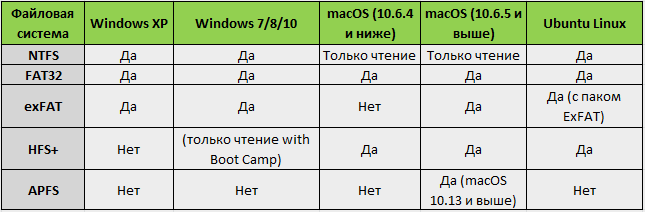 Файловая система Windows XP Windows 7/8/10 macOS (10.6.4 и ниже) macOS (10.6.5 и выше) Ubuntu Linux
NTFS Да Да Только чтение Только чтение Да
FAT32 Да Да Да Да Да
exFAT Да Да Нет Да Да (с паком ExFAT)
HFS+ Нет (только чтение with Boot Camp) Да Да Да
APFS Нет Нет Нет Да (macOS 10.13 и выше) Нет